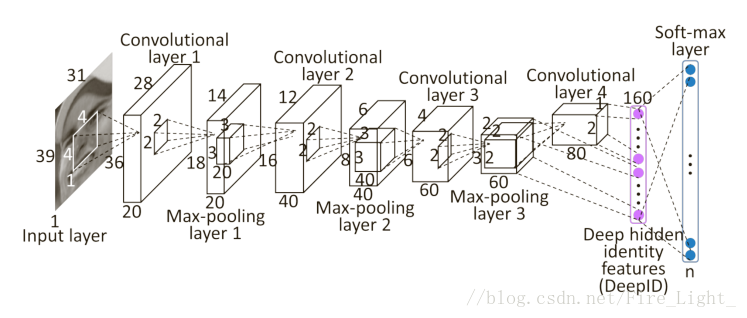 Soft-max
layer
Convolutional
layer 1
Convolutional
layer 2
Convolutional
layer 3
Convolutional
layer 4
31
39
1
4
4
1
Input layer
28
36
20
2
2
14
18
20
3
3
20
Max-pooling
layer 1
12
16
40
2
2
6
8
40
3
3
40
Max-pooling
layer 2
4
6
60
2
2
2
3
60
2
2
Max-pooling
layer 3
1
2
80
160
Deep hidden
identity
features
(DeepID)
n
//blog.csdn.net/Fire_Light_